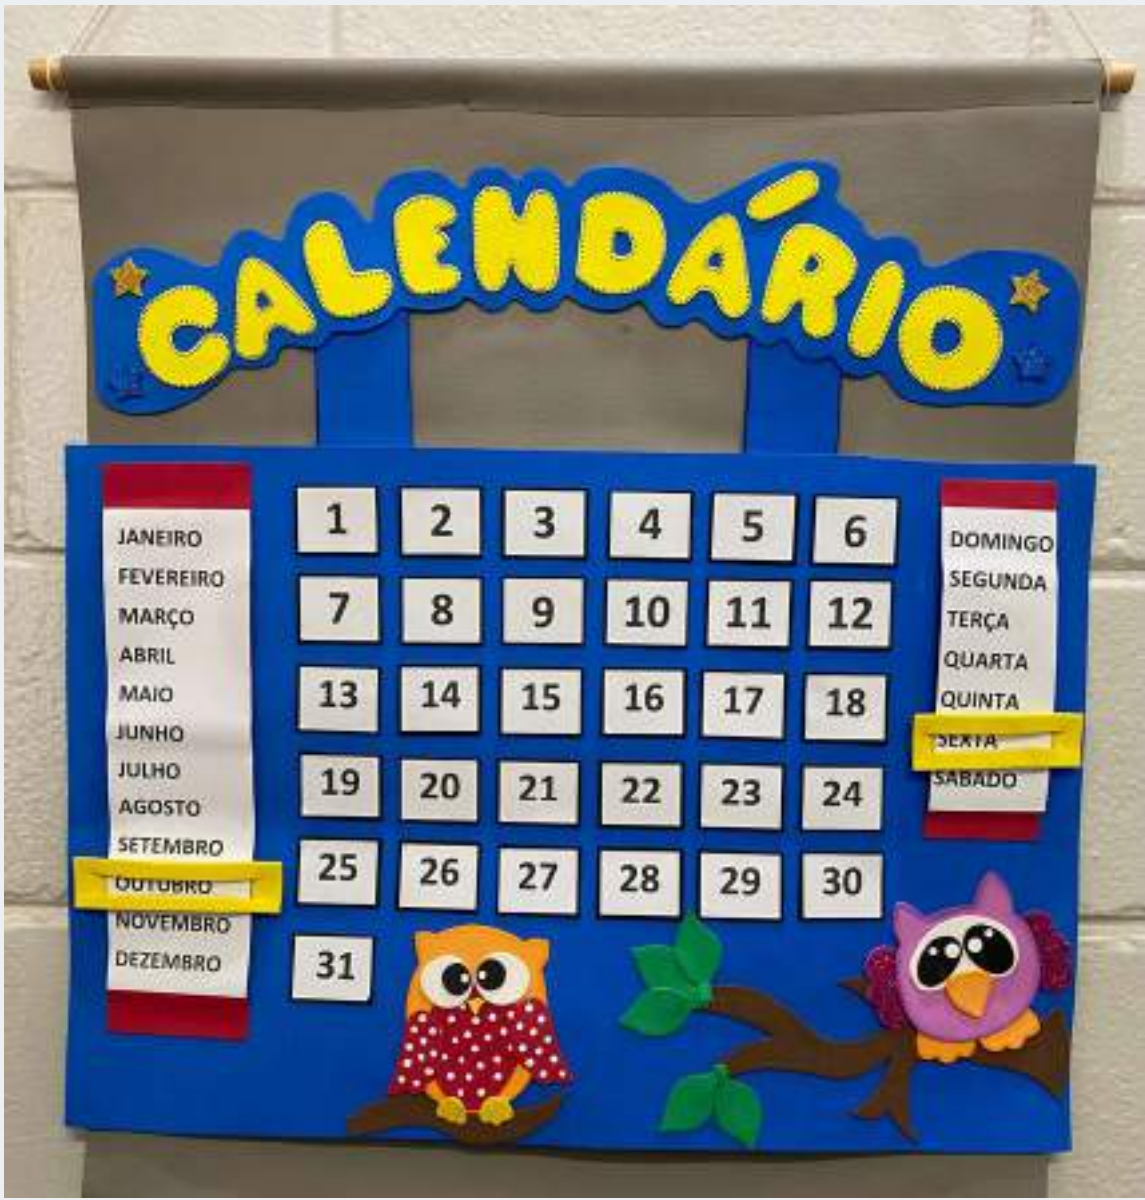 CALENDÁRIO
JANEIRO
FEVEREIRO
MARÇO
ABRIL
MAIO
JUNHO
JULHO
AGOSTO
SETEMBRO
OUTUBRO
NOVEMBRO
DEZEMBRO
1 2 3 4 5 6
7 8 9 10 11 12
13 14 15 16 17 18
19 20 21 22 23 24
25 26 27 28 29 30
31
DOMINGO
SEGUNDA
TERÇA
QUARTA
QUINTA
SEXTA
SÁBADO